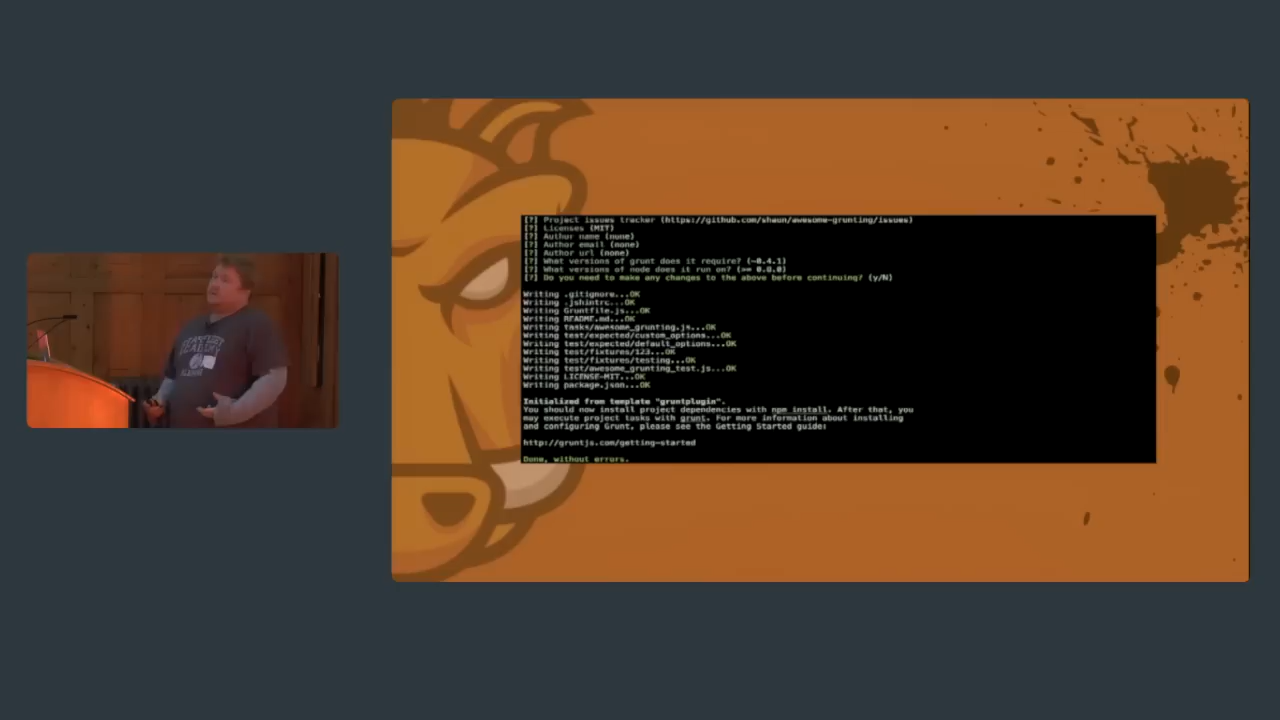 [?] Project issues tracker (https://github.com/shaun/awesome-grunting/issues)
[?] Licenses (MIT)
[?] Author name (none)
[?] Author email (none)
[?] Author url (none)
[?] What versions of grunt does it require? (~0.4.1)
[?] What versions of node does it run on? (>= 0.8.0)
[?] Do you need to make any changes to the above before continuing? (y/N)
Writing .gitignore...OK
Writing .jshintrc...OK
Writing Gruntfile.js...OK
Writing README.md...OK
Writing tasks/awesome_grunting.js...OK
Writing test/expected/custom_options...OK
Writing test/expected/default_options...OK
Writing test/fixtures/123...OK
Writing test/fixtures/testing...OK
Writing test/awesome_grunting_test.js...OK
Writing LICENSE-MIT...OK
Writing package.json...OK
Initialized from template "gruntplugin".
You should now install project dependencies with npm install. After that, you
may execute project tasks with grunt. For more information about installing
and configuring Grunt, please see the Getting Started guide:
http://gruntjs.com/getting-started
Done, without errors.